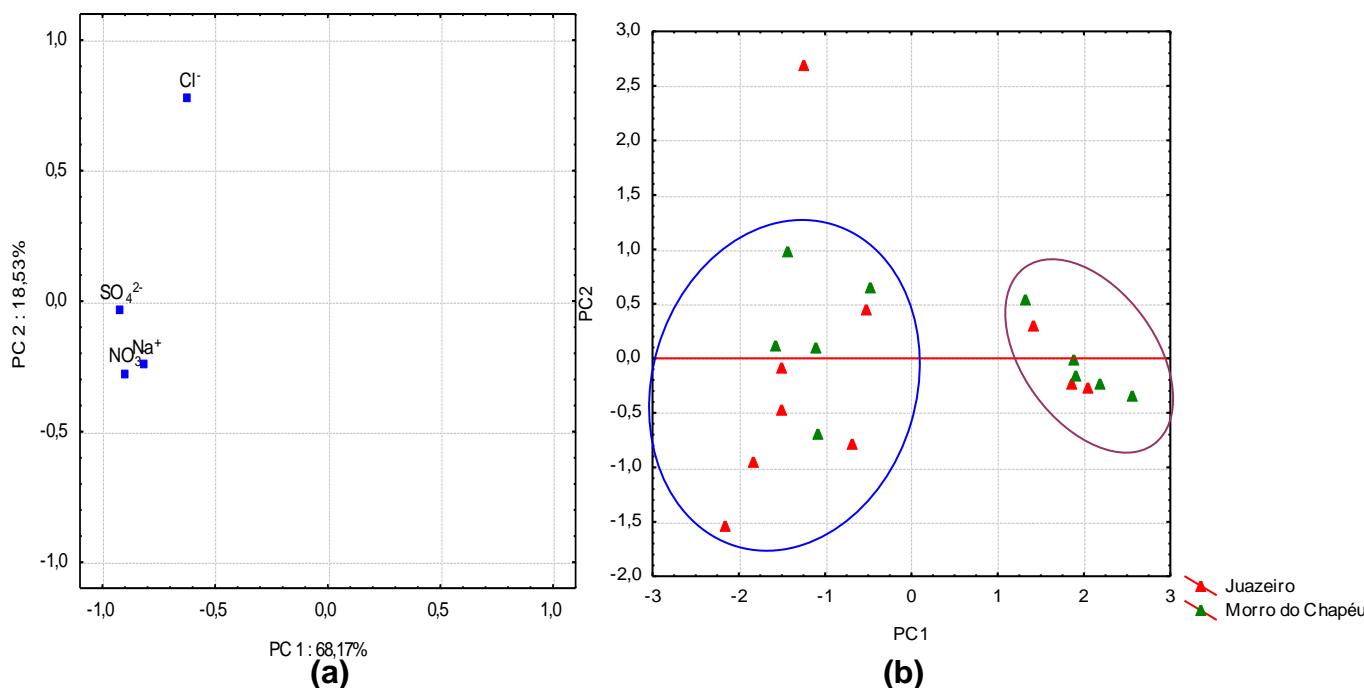 1,0
0,5
0,0
-0,5
-1,0
PC 2 : 18,53%
Cl⁻
SO₄²⁻
NO₃⁻
Na⁺
-1,0 -0,5 0,0 0,5 1,0
PC 1 : 68,17%
(a)
3,0
2,5
2,0
1,5
1,0
0,5
0,0
-0,5
-1,0
-1,5
-2,0
PC2
-3 -2 -1 0 1 2 3
PC1
(b)
Juazeiro
Morro do Chapéu